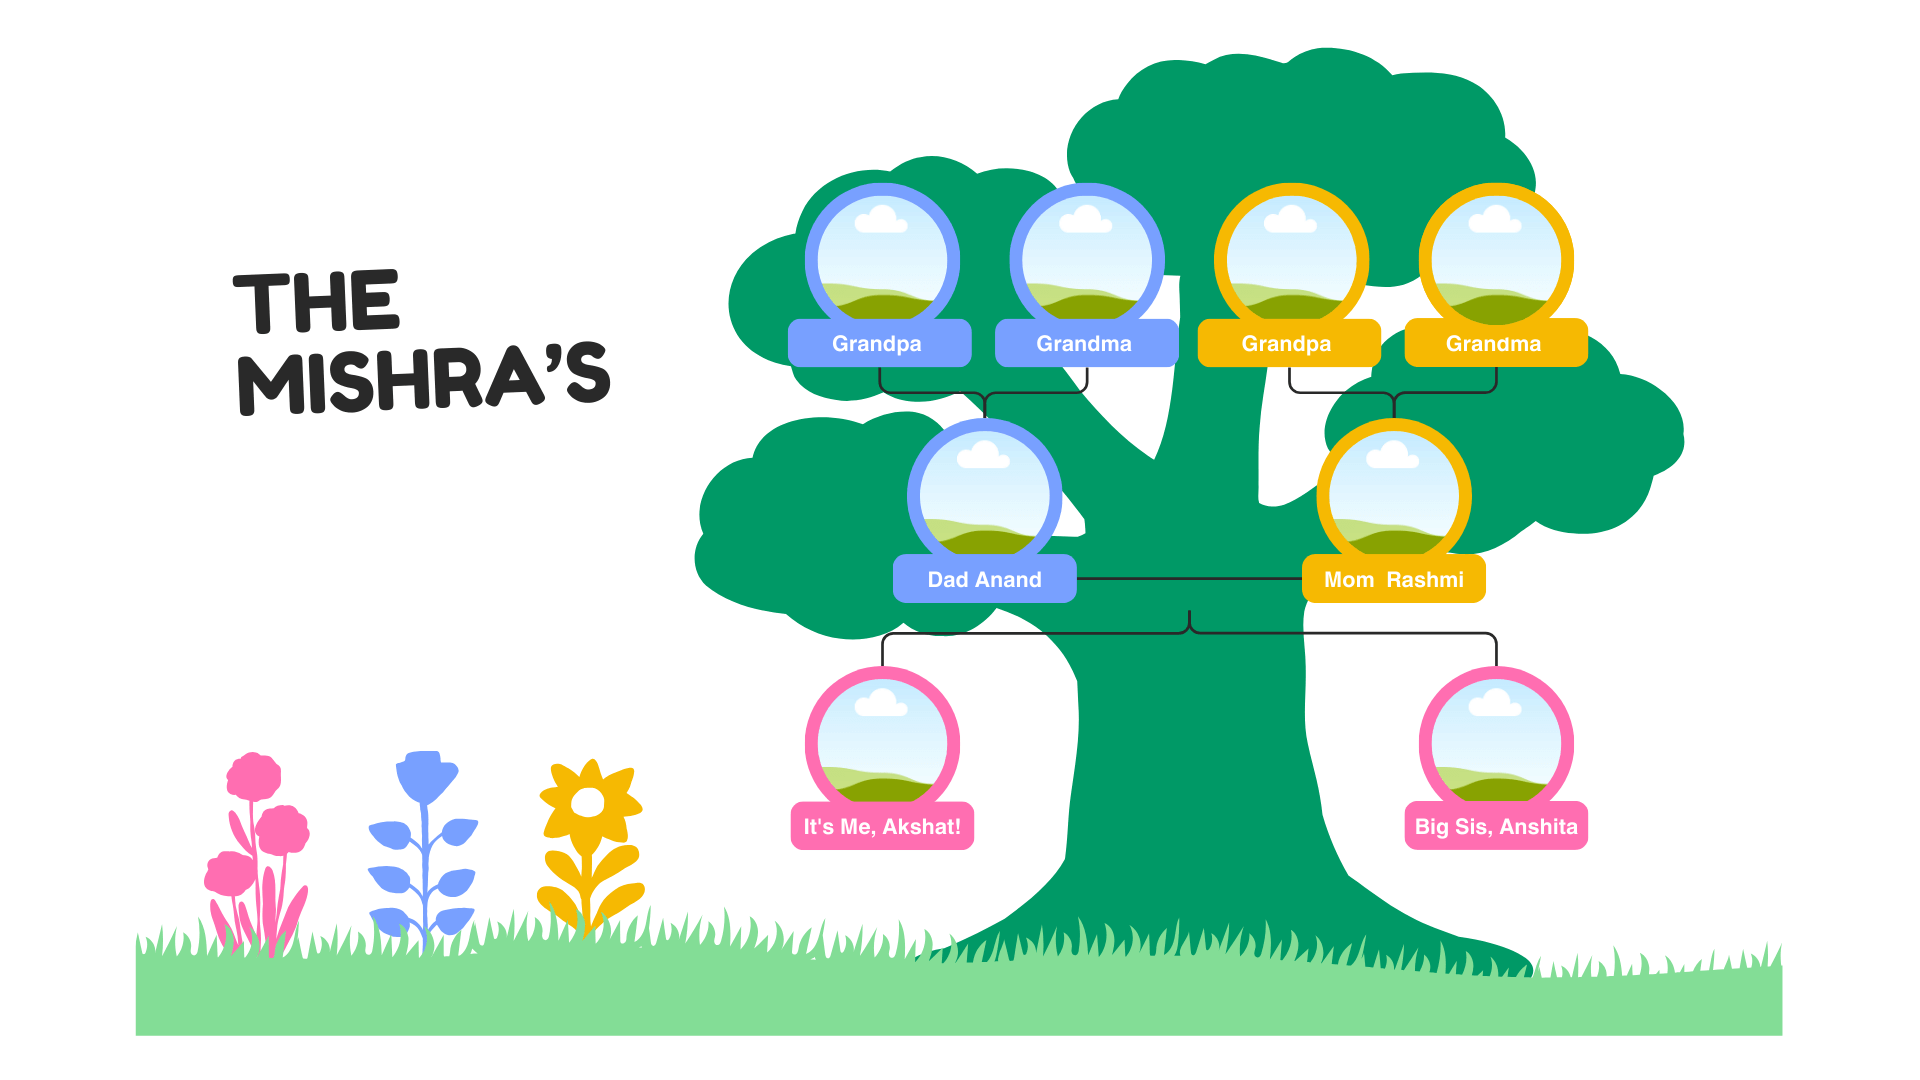 THE
MISHRA’S
Grandpa
Grandma
Grandpa
Grandma
Dad Anand
Mom  Rashmi
It's Me, Akshat!
Big Sis, Anshita